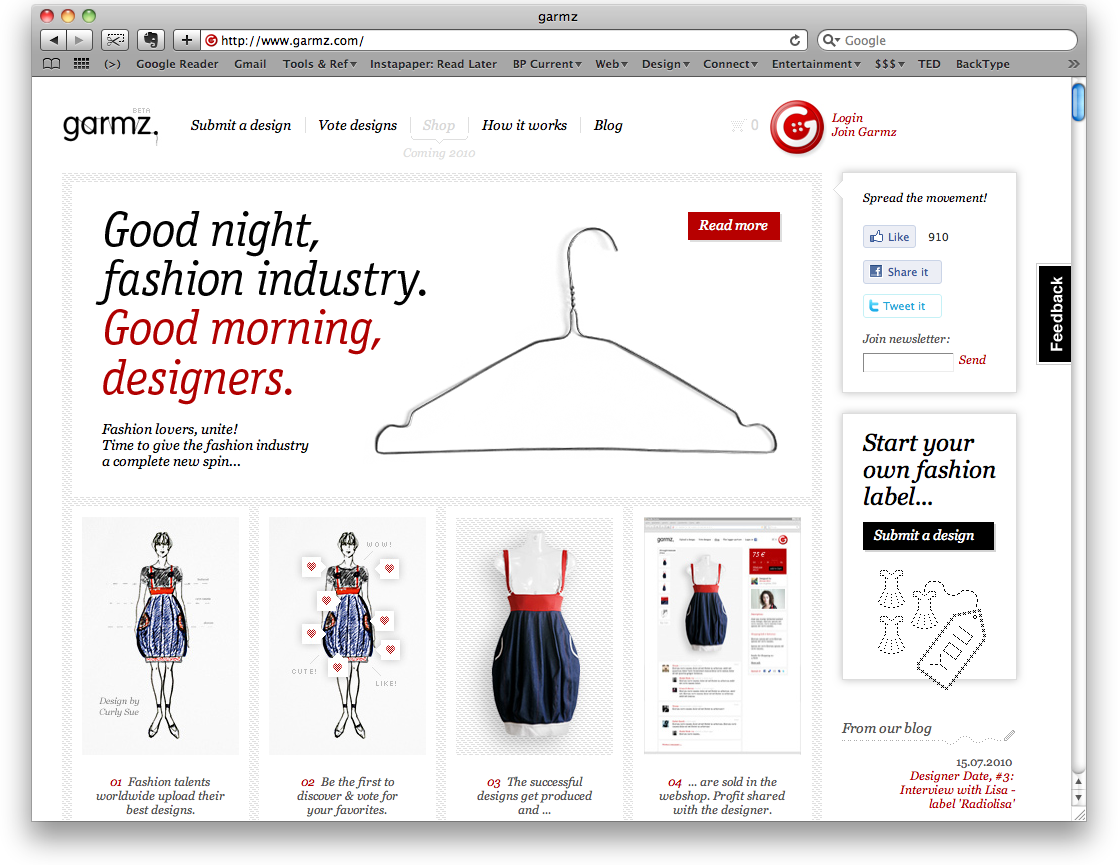 garmz
http://www.garmz.com/
Google
Google Reader Gmail Tools & Ref Instapaper: Read Later BP Current Web Design Connect Entertainment $$$ TED BackType
BETA
garmz.
Submit a design Vote designs Shop How it works Blog
Coming 2010
0
Login
Join Garmz
Good night,
fashion industry.
Good morning,
designers.
Fashion lovers, unite!
Time to give the fashion industry
a complete new spin...
Read more
Spread the movement!
Like 910
Share it
Tweet it
Join newsletter:
Send
Feedback
Start your
own fashion
label...
Submit a design
Design by
Curly Sue
WOW!
CUTE!
LIKE!
garmz.
75 €
01 Fashion talents
worldwide upload their
best designs.
02 Be the first to
discover & vote for
your favorites.
03 The successful
designs get produced
and ...
04 ... are sold in the
webshop. Profit shared
with the designer.
From our blog
15.07.2010
Designer Date, #3:
Interview with Lisa -
label 'Radiolisa'